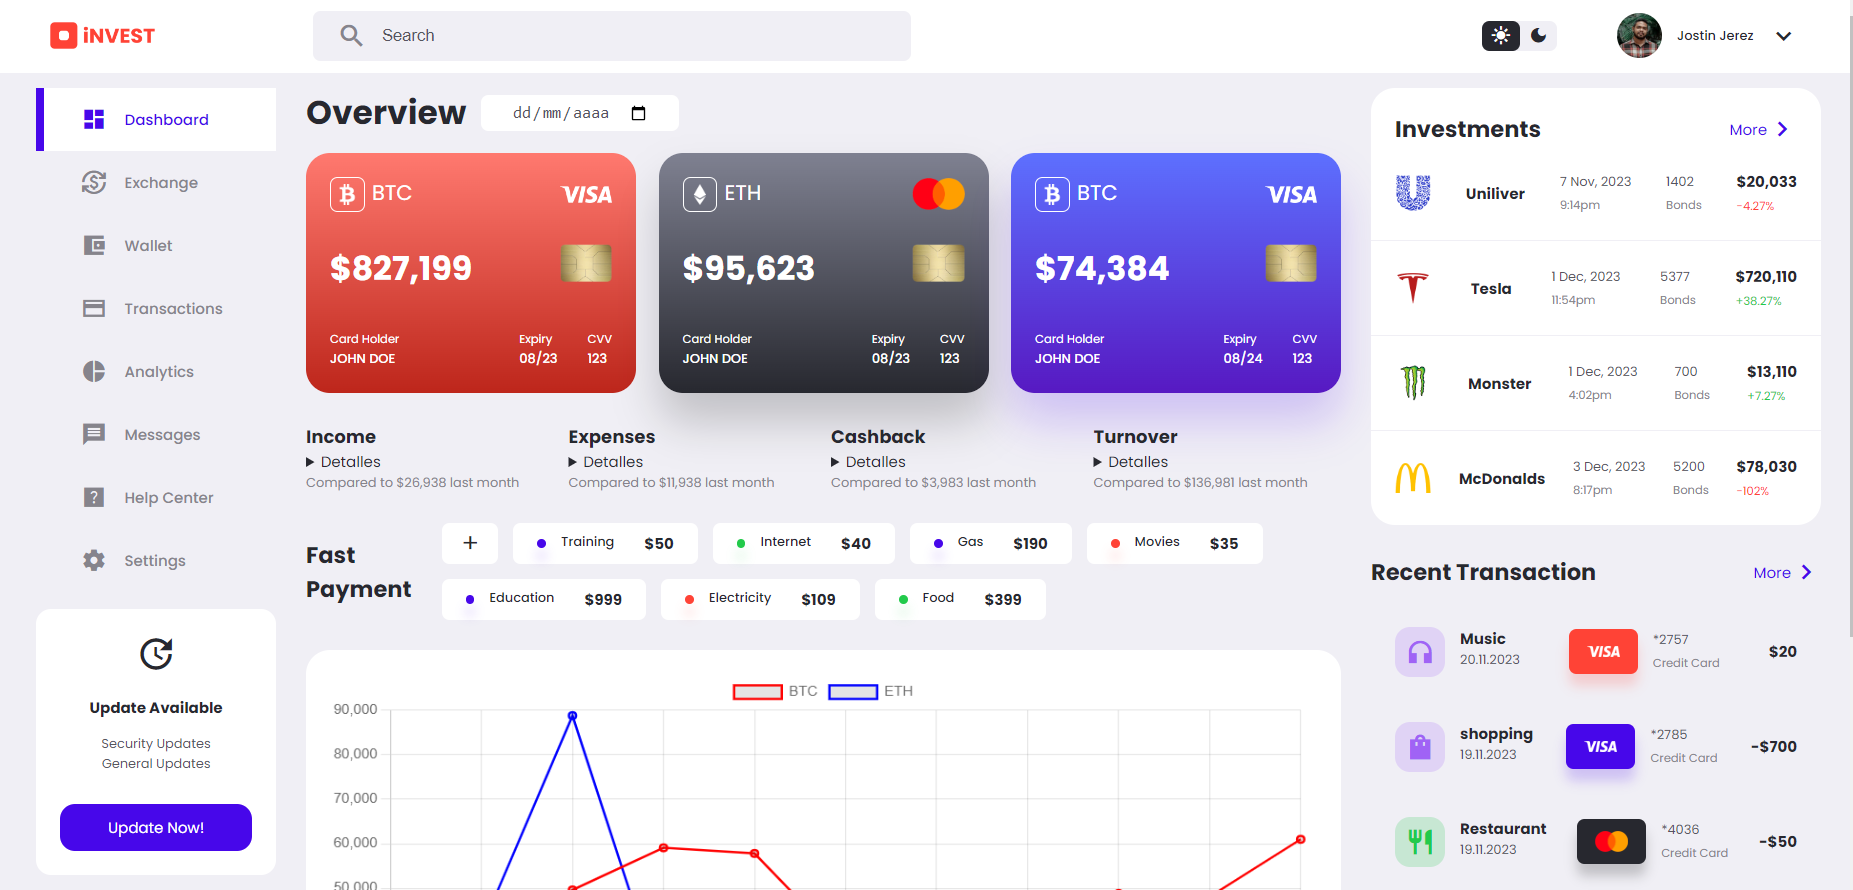 iNVEST
Search
Jostin Jerez
Dashboard
Exchange
Wallet
Transactions
Analytics
Messages
Help Center
Settings
Update Available
Security Updates
General Updates
Update Now!
Overview
dd/mm/aaaa
BTC VISA
$827,199
Card Holder Expiry CVV
JOHN DOE 08/23 123
ETH
$95,623
Card Holder Expiry CVV
JOHN DOE 08/23 123
BTC VISA
$74,384
Card Holder Expiry CVV
JOHN DOE 08/24 123
Income
Detalles
Compared to $26,938 last month
Expenses
Detalles
Compared to $11,938 last month
Cashback
Detalles
Compared to $3,983 last month
Turnover
Detalles
Compared to $136,981 last month
Fast
Payment
+
Training $50
Internet $40
Gas $190
Movies $35
Education $999
Electricity $109
Food $399
BTC ETH
90,000
80,000
70,000
60,000
50,000
Investments More
Uniliver 7 Nov, 2023 1402 $20,033
9:14pm Bonds -4.27%
Tesla 1 Dec, 2023 5377 $720,110
11:54pm Bonds +38.27%
Monster 1 Dec, 2023 700 $13,110
4:02pm Bonds +7.27%
McDonalds 3 Dec, 2023 5200 $78,030
8:17pm Bonds -102%
Recent Transaction More
Music VISA *2757 $20
20.11.2023 Credit Card
shopping VISA *2785 -$700
19.11.2023 Credit Card
Restaurant *4036 -$50
19.11.2023 Credit Card